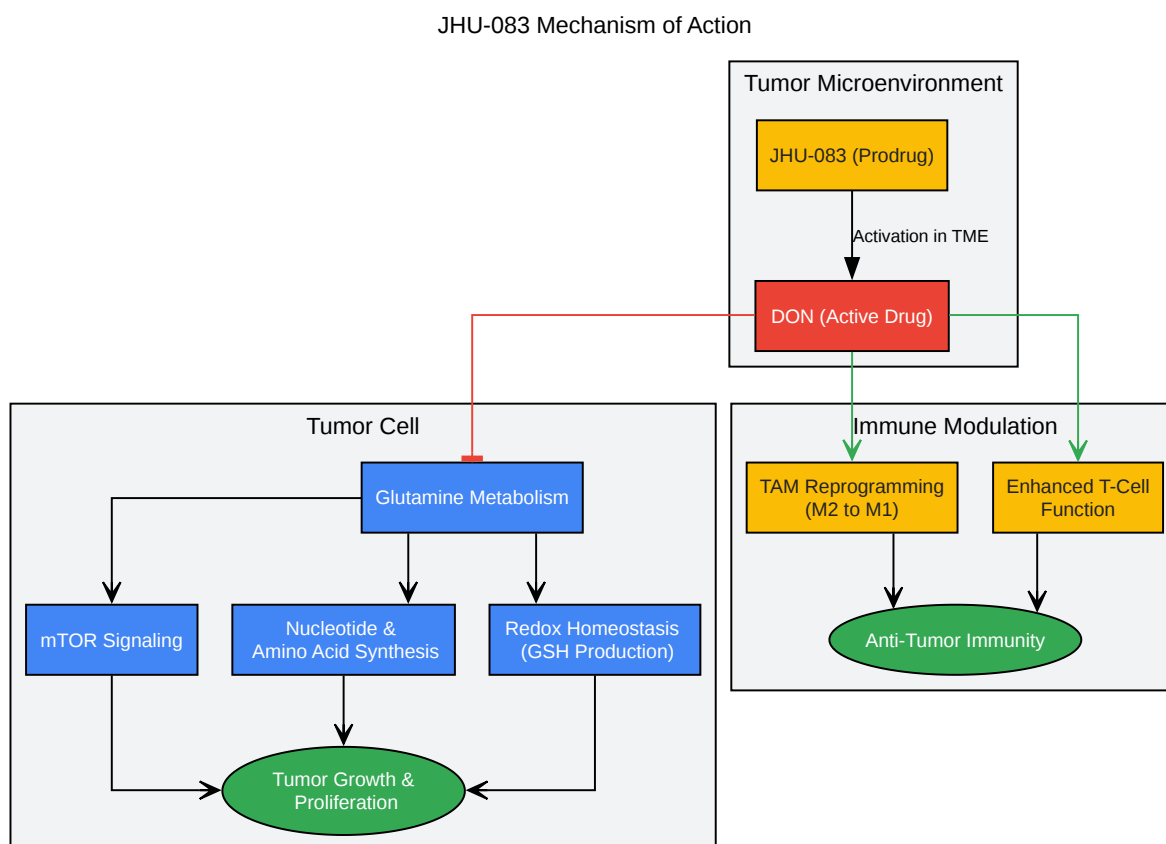 JHU-083 Mechanism of Action
Tumor Microenvironment
JHU-083 (Prodrug)
Activation in TME
DON (Active Drug)
Tumor Cell
Glutamine Metabolism
mTOR Signaling
Nucleotide &
Amino Acid Synthesis
Redox Homeostasis
(GSH Production)
Tumor Growth &
Proliferation
Immune Modulation
TAM Reprogramming
(M2 to M1)
Enhanced T-Cell
Function
Anti-Tumor Immunity